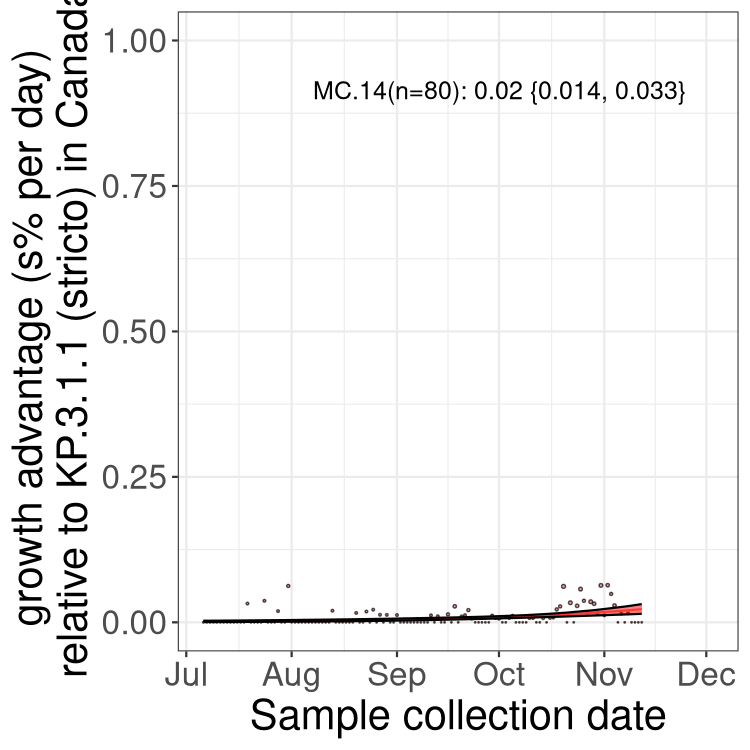 growth advantage (s% per day)
relative to KP.3.1.1 (stricto) in Canada
1.00
0.75
0.50
0.25
0.00
MC.14(n=80): 0.02 {0.014, 0.033}
Jul Aug Sep Oct Nov Dec
Sample collection date